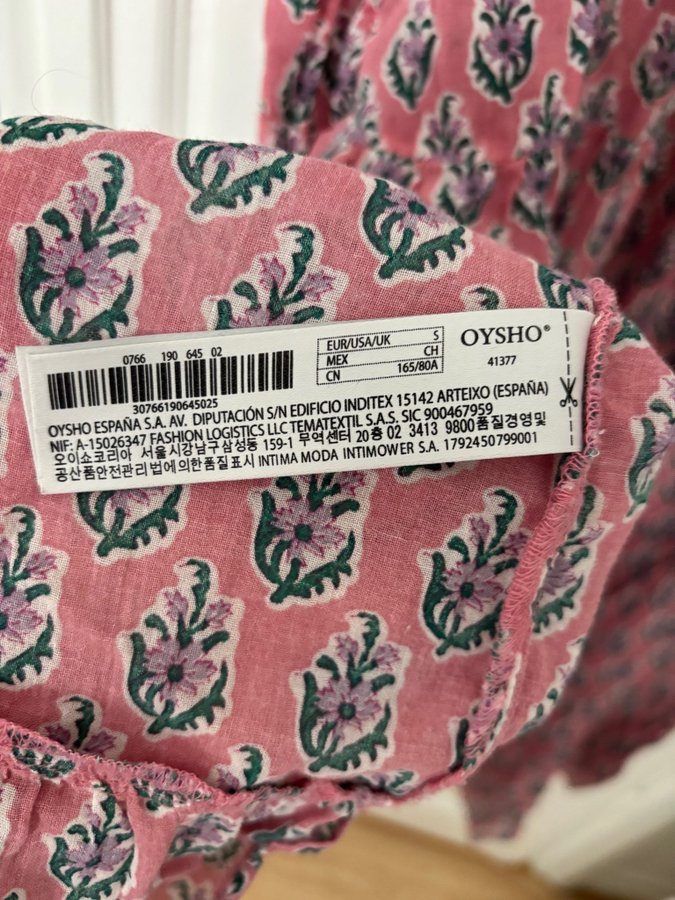 0766 190 645 02
30766190645025
EUR/USA/UK S
MEX CH
CN 165/80A
OYSHO®
41377
OYSHO ESPAÑA S.A. AV. DIPUTACIÓN S/N EDIFICIO INDITEX 15142 ARTEIXO (ESPAÑA)
NIF: A-15026347 FASHION LOGISTICS LLC TEMATEXTIL S.A.S. SIC 900467959
오이쇼코리아 서울시강남구삼성동 159-1 무역센터 20층 02 3413 9800 품질경영및
공산품안전관리법에의한품질표시 INTIMA MODA INTIMOWER S.A. 1792450799001